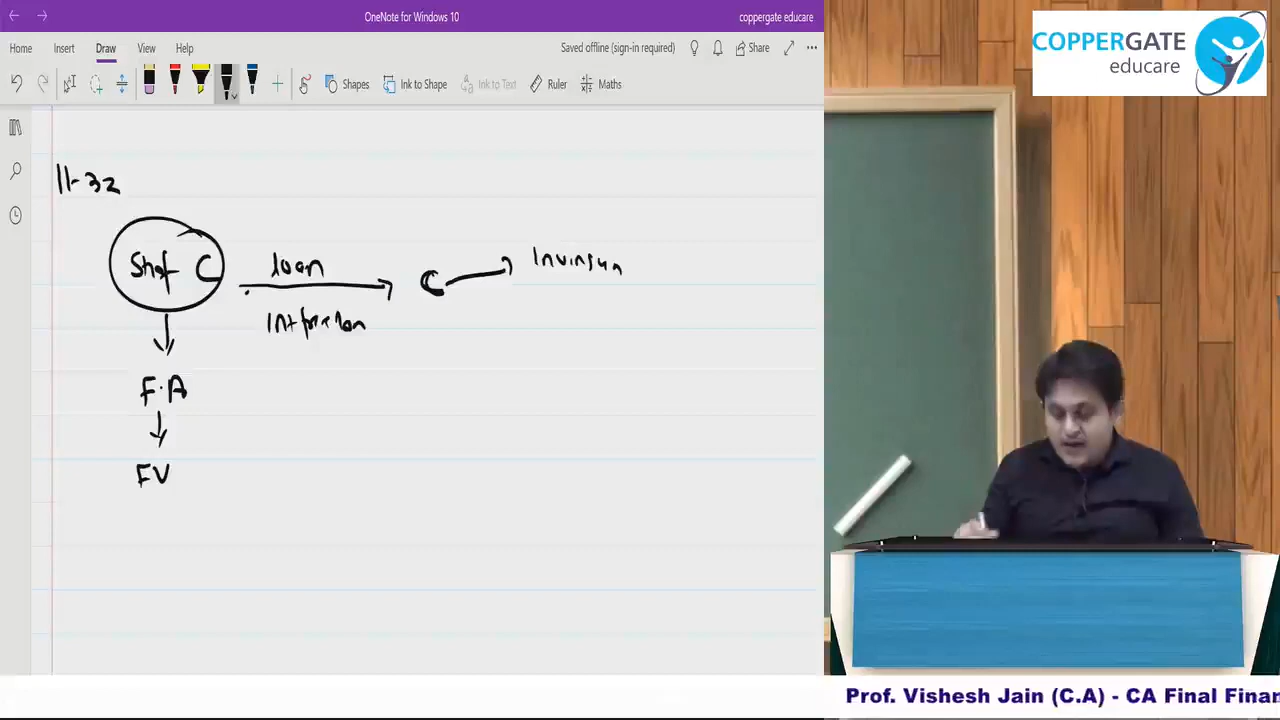 OneNote for Windows 10
coppergate educare
Home Insert Draw View Help
Saved offline (sign-in required) Share
Shapes Ink to Shape Ink to Text Ruler Maths
COPPERGATE
educare
11-32
C loan C
F.A
FV
Prof. Vishesh Jain (C.A) - CA Final Finan